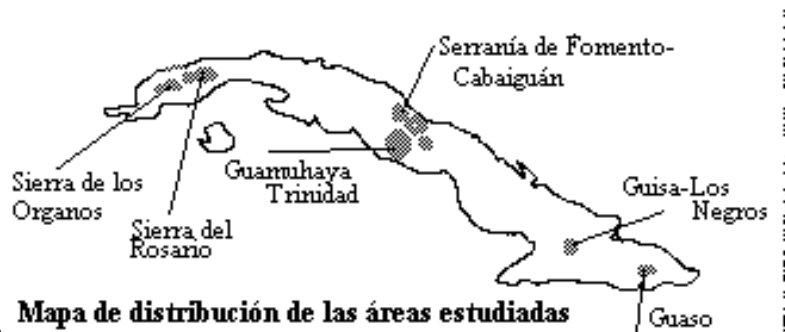 Serranía de Fomento-
Cabaiguán
Sierra de los
Organos
Sierra del
Rosario
Guamuhaya
Trinidad
Guisa-Los
Negros
Guaso
Mapa de distribución de las áreas estudiadas